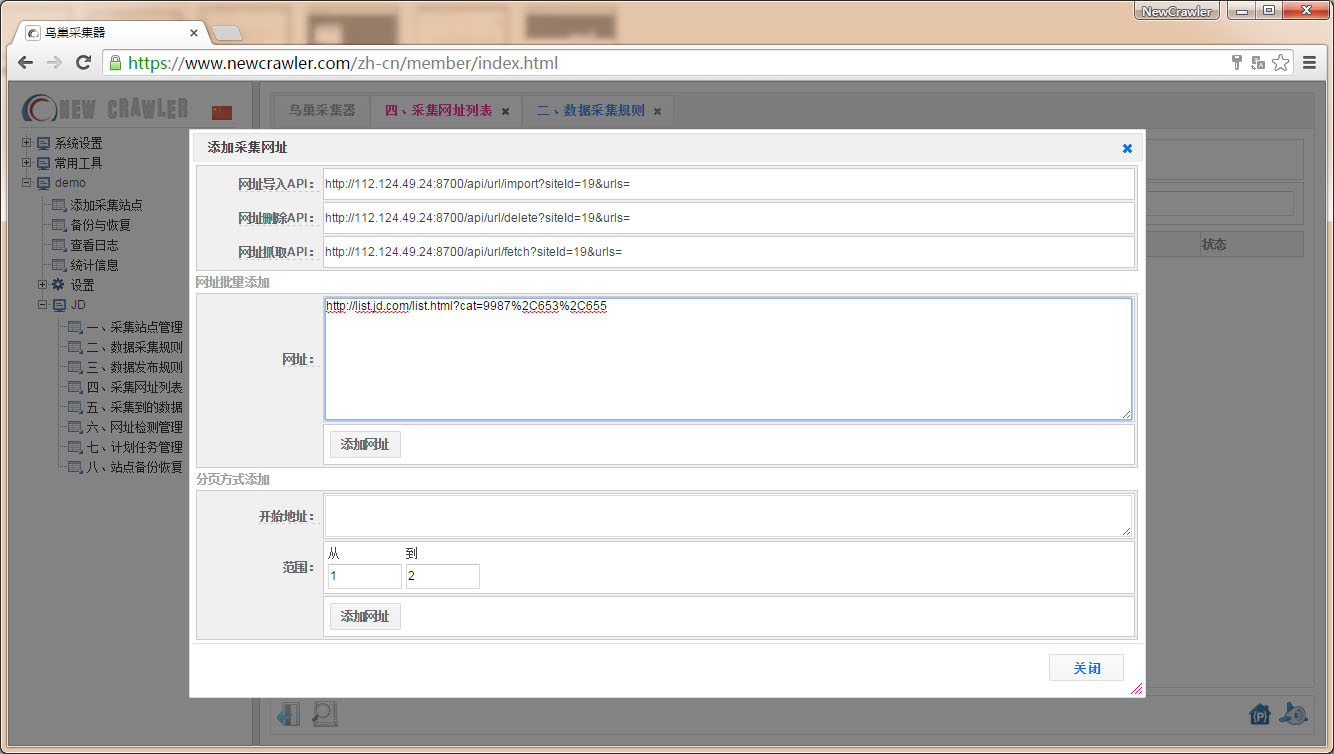 NewCrawler
鸟巢采集器
https://www.newcrawler.com/zh-cn/member/index.html
NEW CRAWLER
鸟巢采集器 四、采集网址列表 二、数据采集规则
系统设置
常用工具
demo
添加采集站点
备份与恢复
查看日志
统计信息
设置
JD
一、采集站点管理
二、数据采集规则
三、数据发布规则
四、采集网址列表
五、采集到的数据
六、网址检测管理
七、计划任务管理
八、站点备份恢复
状态
添加采集网址
网址导入API： http://112.124.49.24:8700/api/url/import?siteId=19&urls=
网址删除API： http://112.124.49.24:8700/api/url/delete?siteId=19&urls=
网址抓取API： http://112.124.49.24:8700/api/url/fetch?siteId=19&urls=
网址批量添加
网址： http://list.jd.com/list.html?cat=9987%2C653%2C655
添加网址
分页方式添加
开始地址：
范围： 从 到
1 2
添加网址
关闭